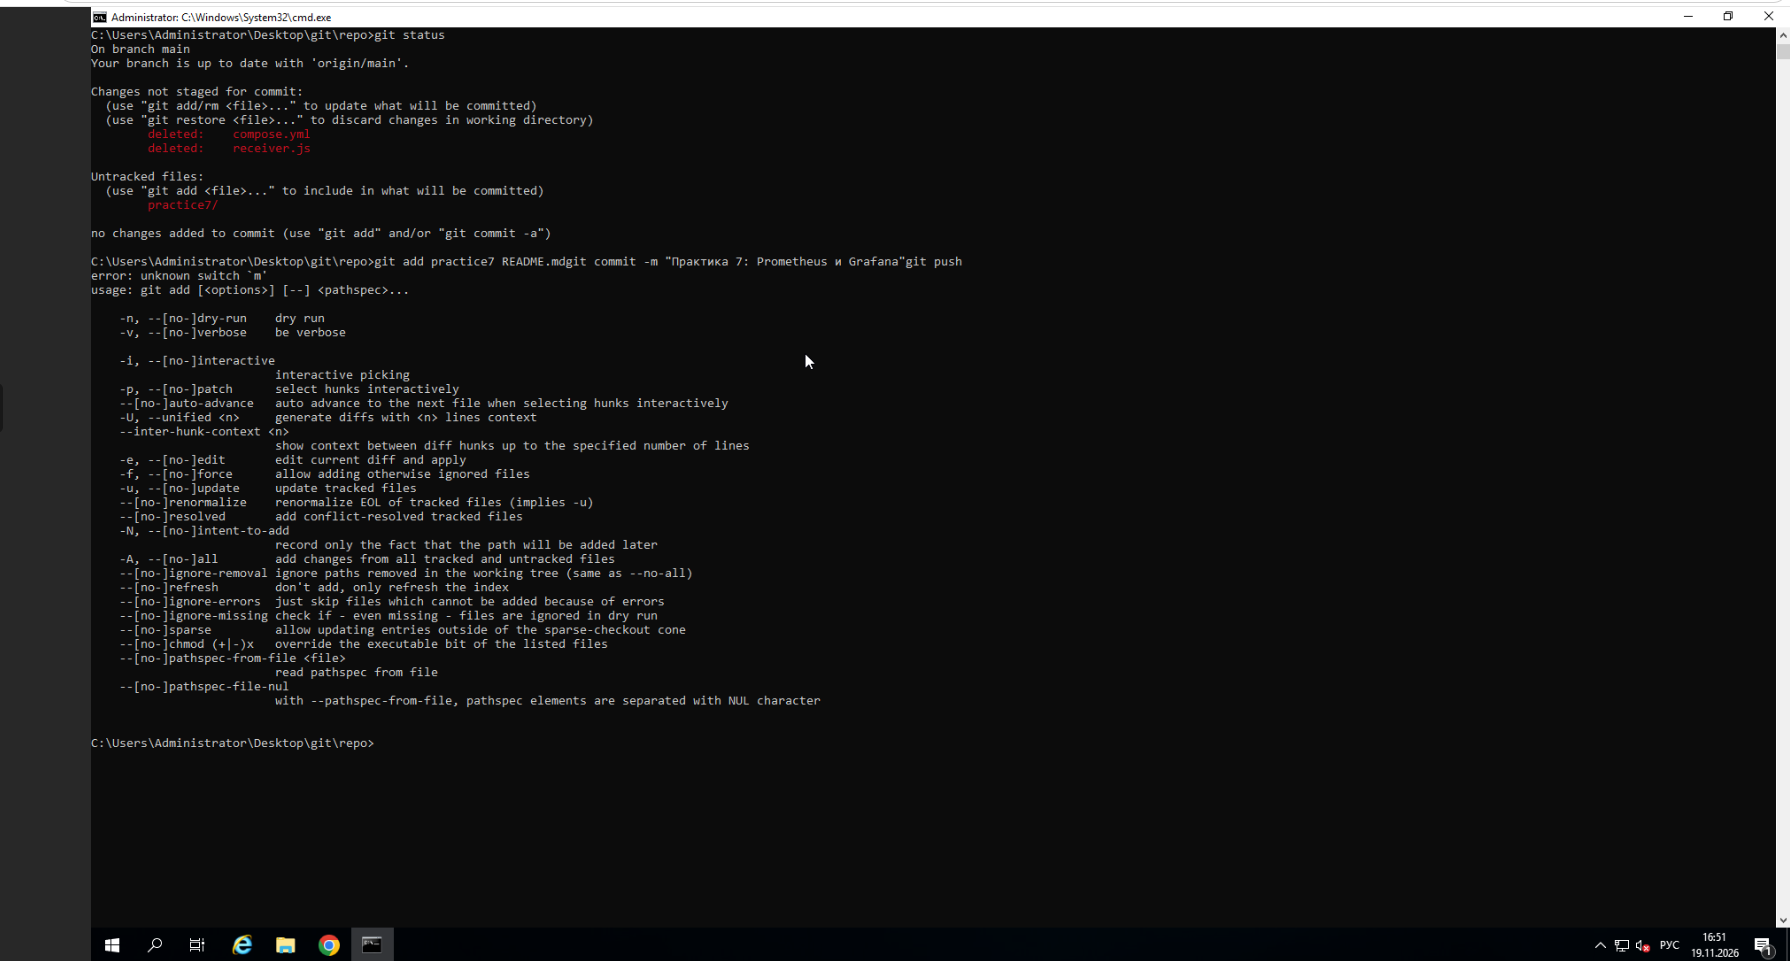 Administrator: C:\Windows\System32\cmd.exe
C:\Users\Administrator\Desktop\git\repo>git status
On branch main
Your branch is up to date with 'origin/main'.
Changes not staged for commit:
(use "git add/rm <file>..." to update what will be committed)
(use "git restore <file>..." to discard changes in working directory)
deleted: compose.yml
deleted: receiver.js
Untracked files:
(use "git add <file>..." to include in what will be committed)
practice7/
no changes added to commit (use "git add" and/or "git commit -a")
C:\Users\Administrator\Desktop\git\repo>git add practice7 README.mdgit commit -m "Практика 7: Prometheus и Grafana"git push
error: unknown switch `m'
usage: git add [<options>] [--] <pathspec>...
-n, --[no-]dry-run dry run
-v, --[no-]verbose be verbose
-i, --[no-]interactive
interactive picking
-p, --[no-]patch select hunks interactively
--[no-]auto-advance auto advance to the next file when selecting hunks interactively
-U, --unified <n> generate diffs with <n> lines context
--inter-hunk-context <n>
show context between diff hunks up to the specified number of lines
-e, --[no-]edit edit current diff and apply
-f, --[no-]force allow adding otherwise ignored files
-u, --[no-]update update tracked files
--[no-]renormalize renormalize EOL of tracked files (implies -u)
--[no-]resolved add conflict-resolved tracked files
-N, --[no-]intent-to-add
record only the fact that the path will be added later
-A, --[no-]all add changes from all tracked and untracked files
--[no-]ignore-removal ignore paths removed in the working tree (same as --no-all)
--[no-]refresh don't add, only refresh the index
--[no-]ignore-errors just skip files which cannot be added because of errors
--[no-]ignore-missing check if - even missing - files are ignored in dry run
--[no-]sparse allow updating entries outside of the sparse-checkout cone
--[no-]chmod (+|-)x override the executable bit of the listed files
--[no-]pathspec-from-file <file>
read pathspec from file
--[no-]pathspec-file-nul
with --pathspec-from-file, pathspec elements are separated with NUL character
C:\Users\Administrator\Desktop\git\repo>
РУС
16:51
19.11.2026
1